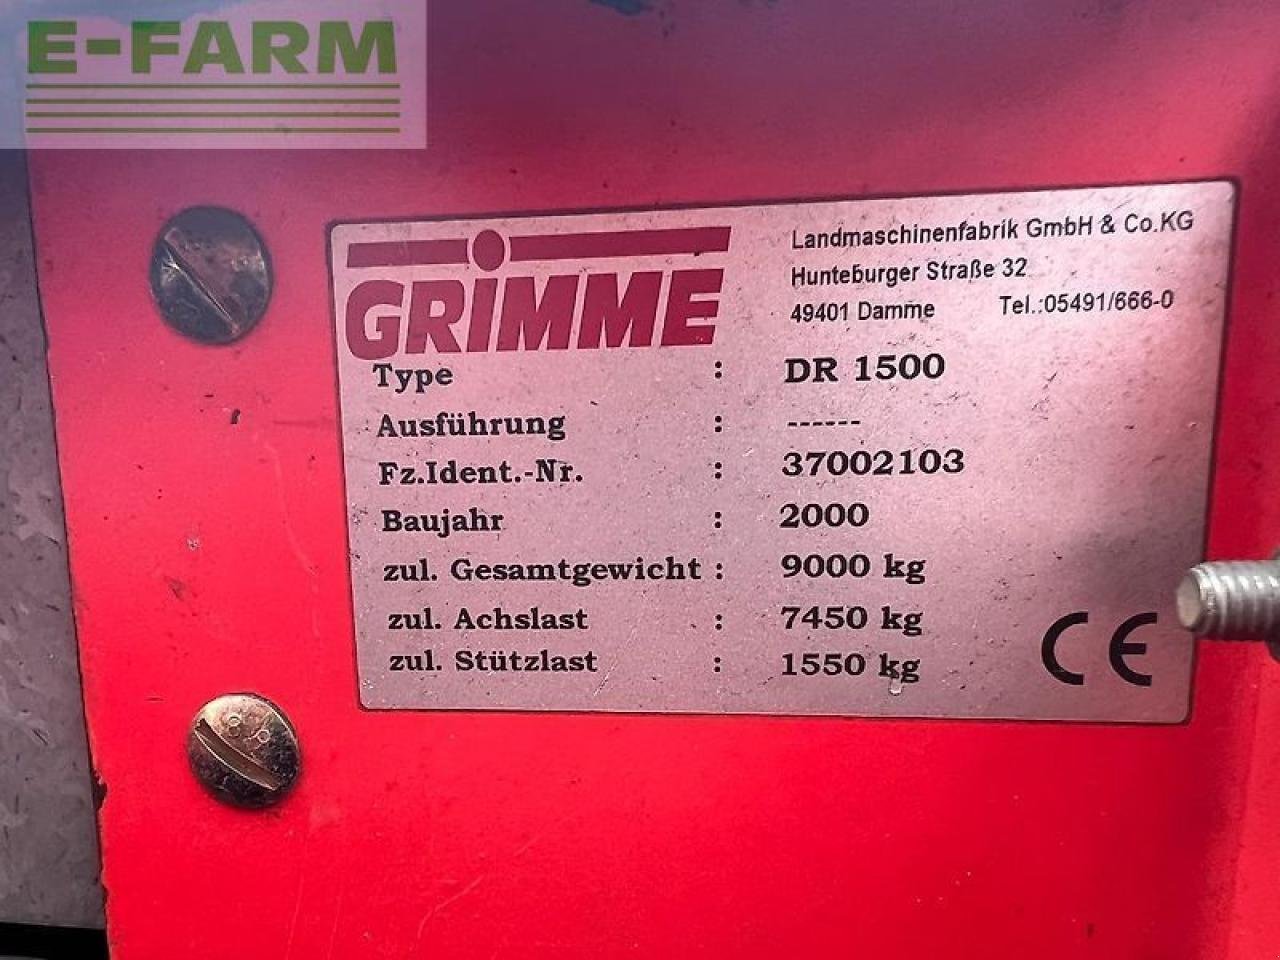 E-FARM
GRIMME
Landmaschinenfabrik GmbH & Co.KG
Hunteburger Straße 32
49401 Damme Tel.:05491/666-0
Type : DR 1500
Ausführung : ------
Fz.Ident.-Nr. : 37002103
Baujahr : 2000
zul. Gesamtgewicht : 9000 kg
zul. Achslast : 7450 kg
zul. Stützlast : 1550 kg
CE
8.8